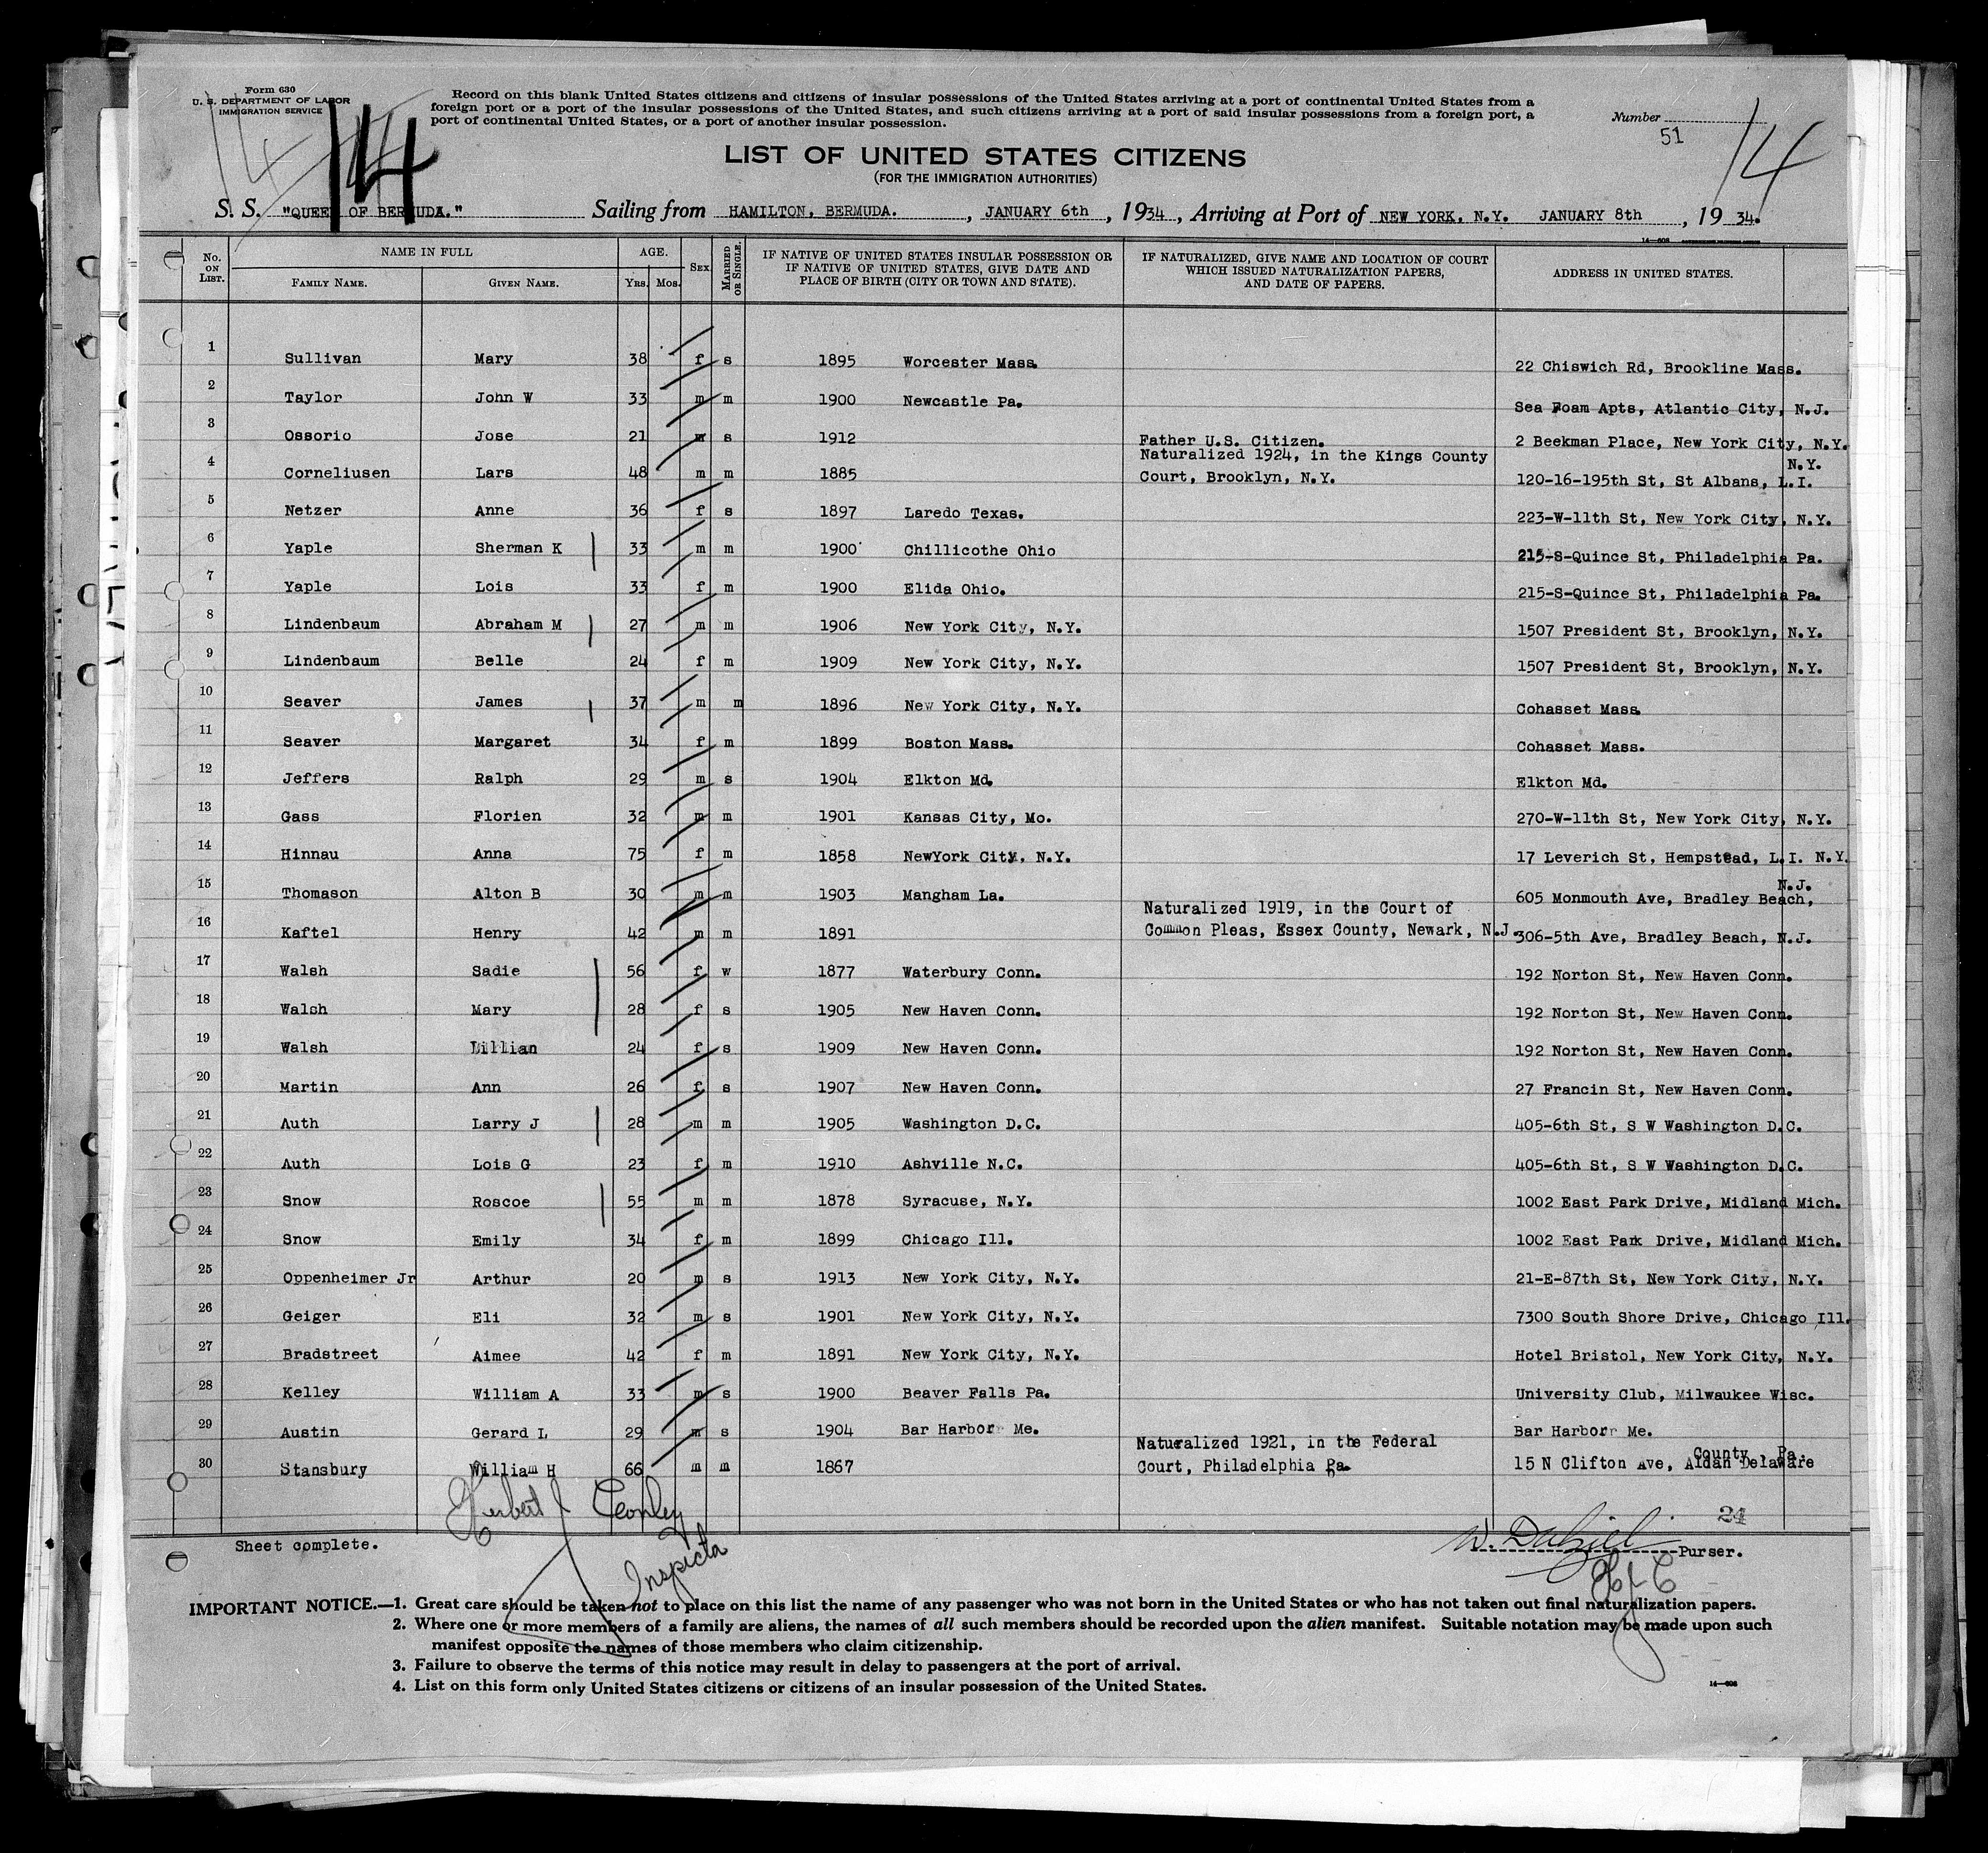 Form 630
U. S. DEPARTMENT OF LABOR
IMMIGRATION SERVICE
14
14
Record on this blank United States citizens and citizens of insular possessions of the United States arriving at a port of continental United States from a
foreign port or a port of the insular possessions of the United States, and such citizens arriving at a port of said insular possessions from a foreign port, a
port of continental United States, or a port of another insular possession.
Number
51
14
LIST OF UNITED STATES CITIZENS
(FOR THE IMMIGRATION AUTHORITIES)
S. S. "QUEEN OF BERMUDA." Sailing from HAMILTON, BERMUDA. , JANUARY 6th , 1934 , Arriving at Port of NEW YORK, N.Y. JANUARY 8th , 19 34.
14—608
No. ON LIST. NAME IN FULL FAMILY NAME. GIVEN NAME. AGE. YRS. MOS. SEX MARRIED OR SINGLE. IF NATIVE OF UNITED STATES INSULAR POSSESSION OR IF NATIVE OF UNITED STATES, GIVE DATE AND PLACE OF BIRTH (CITY OR TOWN AND STATE). IF NATURALIZED, GIVE NAME AND LOCATION OF COURT WHICH ISSUED NATURALIZATION PAPERS, AND DATE OF PAPERS. ADDRESS IN UNITED STATES.
1 Sullivan Mary 38 f s 1895 Worcester Mass. 22 Chiswich Rd, Brookline Mass.
2 Taylor John W 33 m m 1900 Newcastle Pa. Sea Foam Apts, Atlantic City, N.J.
3 Ossorio Jose 21 m s 1912 Father U.S. Citizen. 2 Beekman Place, New York City, N.Y.
Naturalized 1924, in the Kings County N.Y.
4 Corneliusen Lars 48 m m 1885 Court, Brooklyn, N.Y. 120-16-195th St, St Albans, L.I.
5 Netzer Anne 36 f s 1897 Laredo Texas. 223-W-11th St, New York City, N.Y.
6 Yaple Sherman K 33 m m 1900 Chillicothe Ohio 215-S-Quince St, Philadelphia Pa.
7 Yaple Lois 33 f m 1900 Elida Ohio. 215-S-Quince St, Philadelphia Pa.
8 Lindenbaum Abraham M 27 m m 1906 New York City, N.Y. 1507 President St, Brooklyn, N.Y.
9 Lindenbaum Belle 24 f m 1909 New York City, N.Y. 1507 President St, Brooklyn, N.Y.
10 Seaver James 37 m m 1896 New York City, N.Y. Cohasset Mass.
11 Seaver Margaret 34 f m 1899 Boston Mass. Cohasset Mass.
12 Jeffers Ralph 29 m s 1904 Elkton Md. Elkton Md.
13 Gass Florien 32 m m 1901 Kansas City, Mo. 270-W-11th St, New York City, N.Y.
14 Hinnau Anna 75 f m 1858 NewYork City, N.Y. 17 Leverich St, Hempstead, L.I. N.Y.
15 Thomason Alton B 30 m m 1903 Mangham La. 605 Monmouth Ave, Bradley Beach, N.J.
Naturalized 1919, in the Court of
16 Kaftel Henry 42 m m 1891 Common Pleas, Essex County, Newark, N.J. 306-5th Ave, Bradley Beach, N.J.
17 Walsh Sadie 56 f w 1877 Waterbury Conn. 192 Norton St, New Haven Conn.
18 Walsh Mary 28 f s 1905 New Haven Conn. 192 Norton St, New Haven Conn.
19 Walsh Lillian 24 f s 1909 New Haven Conn. 192 Norton St, New Haven Conn.
20 Martin Ann 26 f s 1907 New Haven Conn. 27 Francin St, New Haven Conn.
21 Auth Larry J 28 m m 1905 Washington D.C. 405-6th St, S W Washington D.C.
22 Auth Lois G 23 f m 1910 Ashville N.C. 405-6th St, S W Washington D.C.
23 Snow Roscoe 55 m m 1878 Syracuse, N.Y. 1002 East Park Drive, Midland Mich.
24 Snow Emily 34 f m 1899 Chicago Ill. 1002 East Park Drive, Midland Mich.
25 Oppenheimer Jr Arthur 20 m s 1913 New York City, N.Y. 21-E-87th St, New York City, N.Y.
26 Geiger Eli 32 m s 1901 New York City, N.Y. 7300 South Shore Drive, Chicago Ill.
27 Bradstreet Aimee 42 f m 1891 New York City, N.Y. Hotel Bristol, New York City, N.Y.
28 Kelley William A 33 m s 1900 Beaver Falls Pa. University Club, Milwaukee Wisc.
29 Austin Gerard L 29 m s 1904 Bar Harbor Me. Bar Harbor Me.
Naturalized 1921, in the Federal County Pa.
30 Stansbury William H 66 m m 1867 Court, Philadelphia Pa. 15 N Clifton Ave, Aldan Delaware
Herbert J
24
Sheet complete.
Inspector
W. Purser.
HJC
IMPORTANT NOTICE.—1. Great care should be taken not to place on this list the name of any passenger who was not born in the United States or who has not taken out final naturalization papers.
2. Where one or more members of a family are aliens, the names of all such members should be recorded upon the alien manifest. Suitable notation may be made upon such
manifest opposite the names of those members who claim citizenship.
3. Failure to observe the terms of this notice may result in delay to passengers at the port of arrival.
4. List on this form only United States citizens or citizens of an insular possession of the United States.
14—608